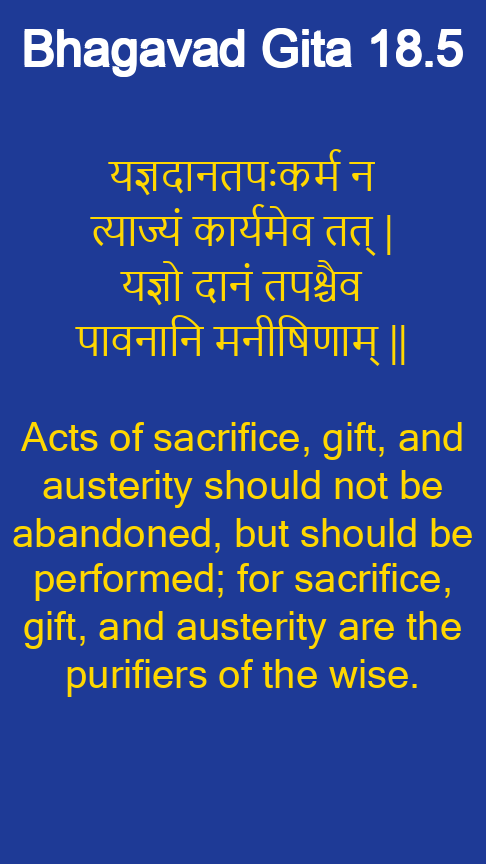 Bhagavad Gita 18.5
यज्ञदानतपःकर्म न
त्याज्यं कार्यमेव तत् |
यज्ञो दानं तपश्चैव
पावनानि मनीषिणाम् ||
Acts of sacrifice, gift, and
austerity should not be
abandoned, but should be
performed; for sacrifice,
gift, and austerity are the
purifiers of the wise.